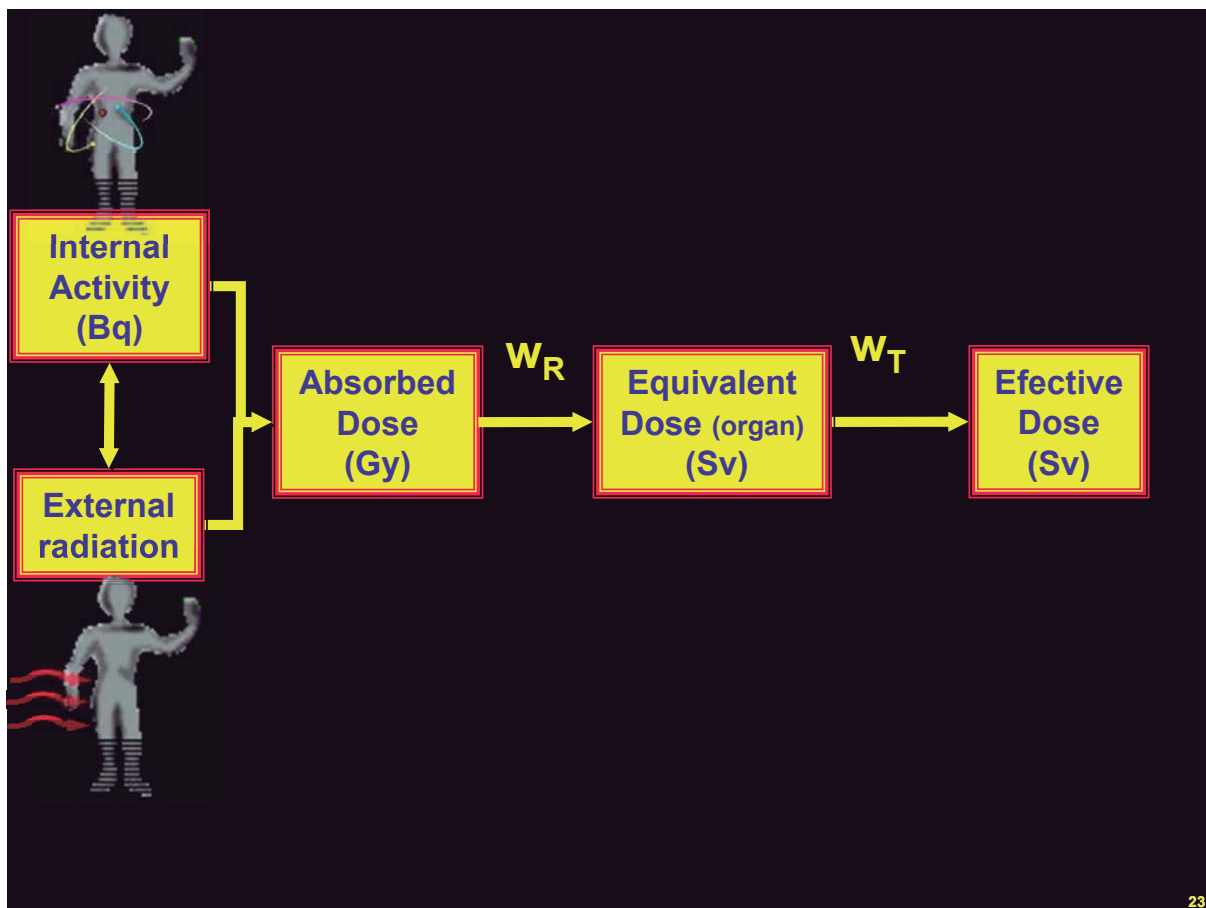 Internal
Activity
(Bq)
External
radiation
Absorbed
Dose
(Gy)
wR
Equivalent
Dose (organ)
(Sv)
wT
Efective
Dose
(Sv)
23